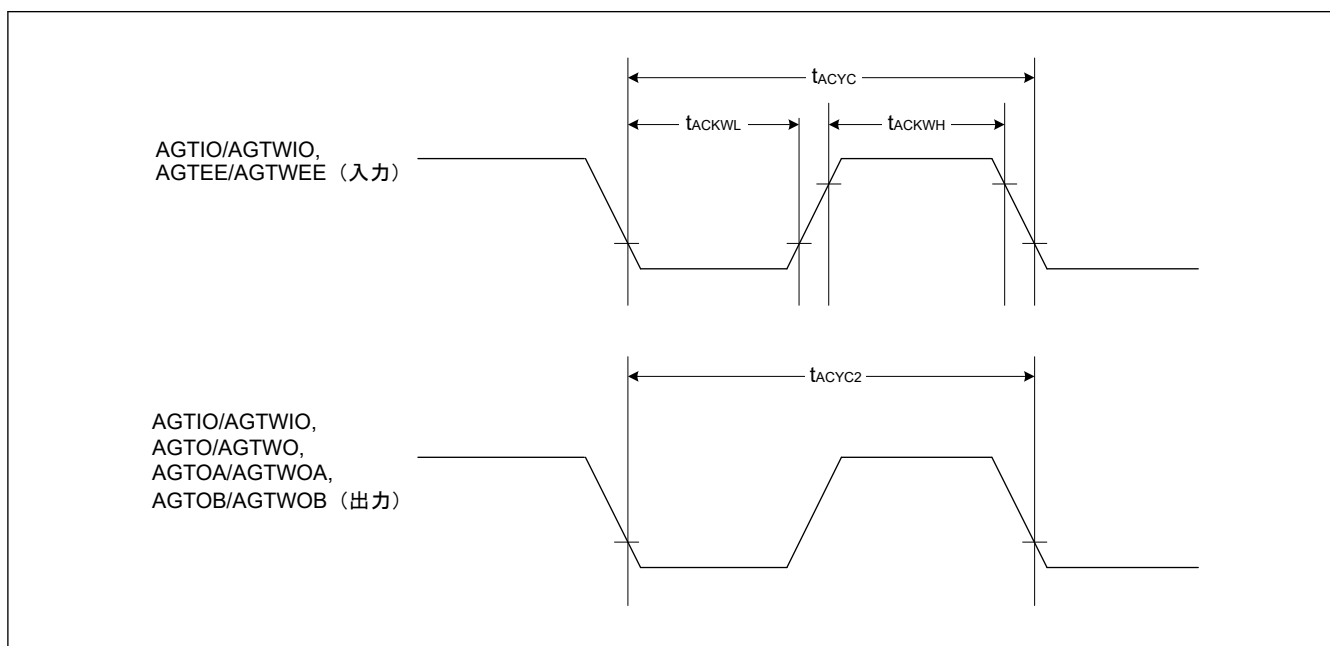 tACYC
tACKWL
tACKWH
AGTIO/AGTWIO,
AGTEE/AGTWEE（入力）
tACYC2
AGTIO/AGTWIO,
AGTO/AGTWO,
AGTOA/AGTWOA,
AGTOB/AGTWOB（出力）